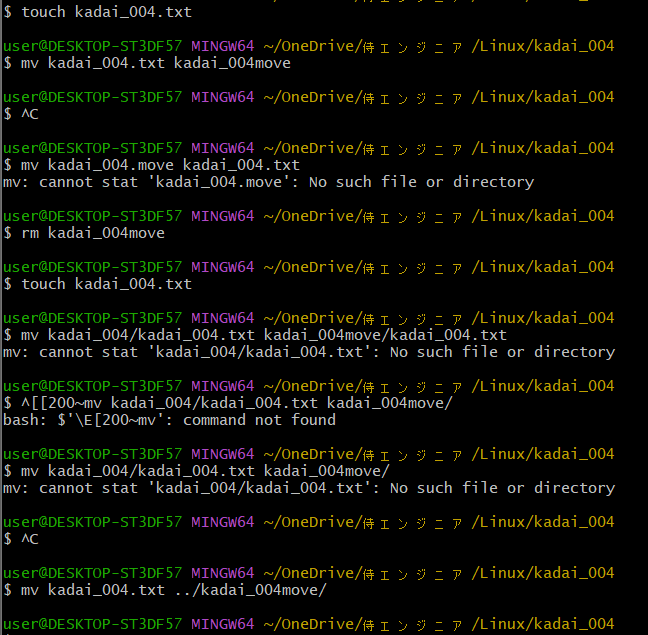 $ touch kadai_004.txt
user@DESKTOP-ST3DF57 MINGW64 ~/OneDrive/侍エンジニア/Linux/kadai_004
$ mv kadai_004.txt kadai_004move
user@DESKTOP-ST3DF57 MINGW64 ~/OneDrive/侍エンジニア/Linux/kadai_004
$ ^C
user@DESKTOP-ST3DF57 MINGW64 ~/OneDrive/侍エンジニア/Linux/kadai_004
$ mv kadai_004.move kadai_004.txt
mv: cannot stat 'kadai_004.move': No such file or directory
user@DESKTOP-ST3DF57 MINGW64 ~/OneDrive/侍エンジニア/Linux/kadai_004
$ rm kadai_004move
user@DESKTOP-ST3DF57 MINGW64 ~/OneDrive/侍エンジニア/Linux/kadai_004
$ touch kadai_004.txt
user@DESKTOP-ST3DF57 MINGW64 ~/OneDrive/侍エンジニア/Linux/kadai_004
$ mv kadai_004/kadai_004.txt kadai_004move/kadai_004.txt
mv: cannot stat 'kadai_004/kadai_004.txt': No such file or directory
user@DESKTOP-ST3DF57 MINGW64 ~/OneDrive/侍エンジニア/Linux/kadai_004
$ ^[[200~mv kadai_004/kadai_004.txt kadai_004move/
bash: $'\E[200~mv': command not found
user@DESKTOP-ST3DF57 MINGW64 ~/OneDrive/侍エンジニア/Linux/kadai_004
$ mv kadai_004/kadai_004.txt kadai_004move/
mv: cannot stat 'kadai_004/kadai_004.txt': No such file or directory
user@DESKTOP-ST3DF57 MINGW64 ~/OneDrive/侍エンジニア/Linux/kadai_004
$ ^C
user@DESKTOP-ST3DF57 MINGW64 ~/OneDrive/侍エンジニア/Linux/kadai_004
$ mv kadai_004.txt ../kadai_004move/
user@DESKTOP-ST3DF57 MINGW64 ~/OneDrive/侍エンジニア/Linux/kadai_004